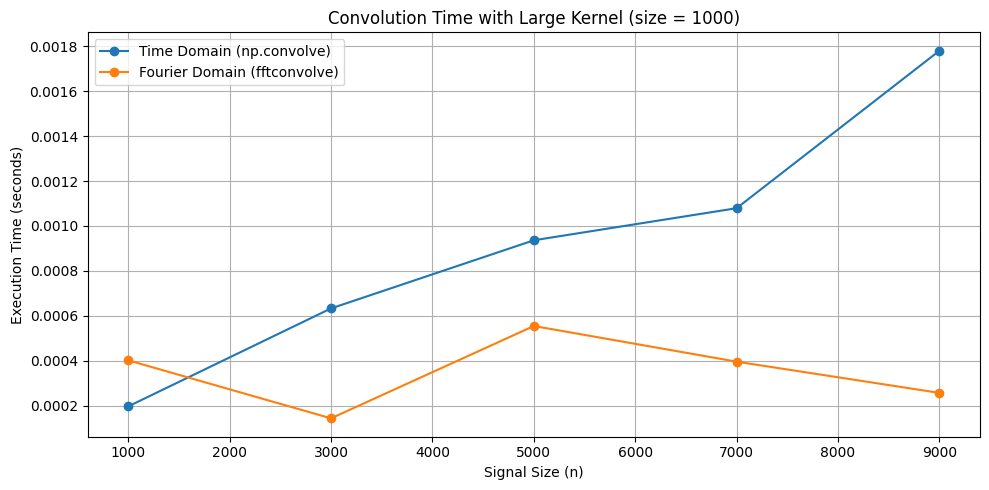 Convolution Time with Large Kernel (size = 1000)
Time Domain (np.convolve)
Fourier Domain (fftconvolve)
Execution Time (seconds)
0.0018
0.0016
0.0014
0.0012
0.0010
0.0008
0.0006
0.0004
0.0002
1000 2000 3000 4000 5000 6000 7000 8000 9000
Signal Size (n)